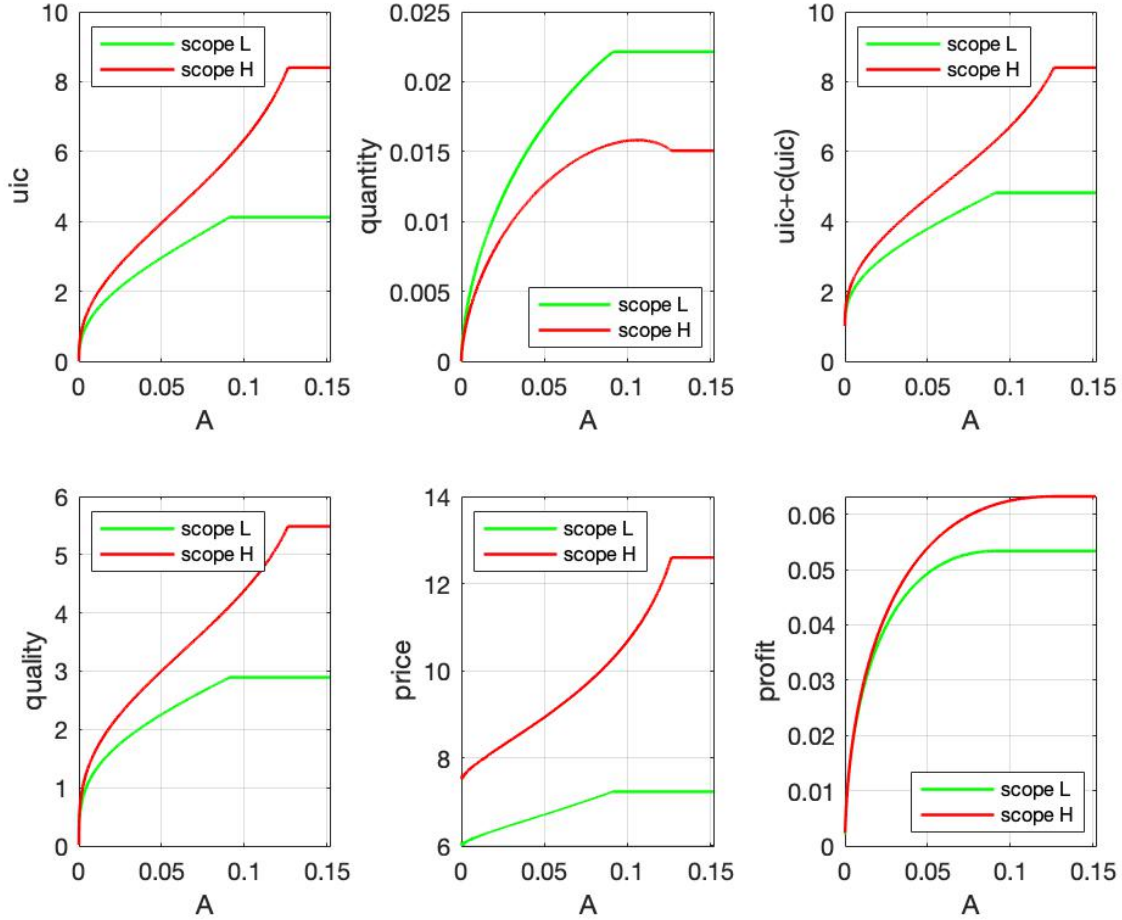 10
8
6
4
2
0
uic
scope L
scope H
0 0.05 0.1 0.15
A
0.025
0.02
0.015
0.01
0.005
0
quantity
scope L
scope H
0 0.05 0.1 0.15
A
10
8
6
4
2
0
uic+c(uic)
scope L
scope H
0 0.05 0.1 0.15
A
6
5
4
3
2
1
0
quality
scope L
scope H
0 0.05 0.1 0.15
A
14
12
10
8
6
price
scope L
scope H
0 0.05 0.1 0.15
A
0.06
0.05
0.04
0.03
0.02
0.01
0
profit
scope L
scope H
0 0.05 0.1 0.15
A